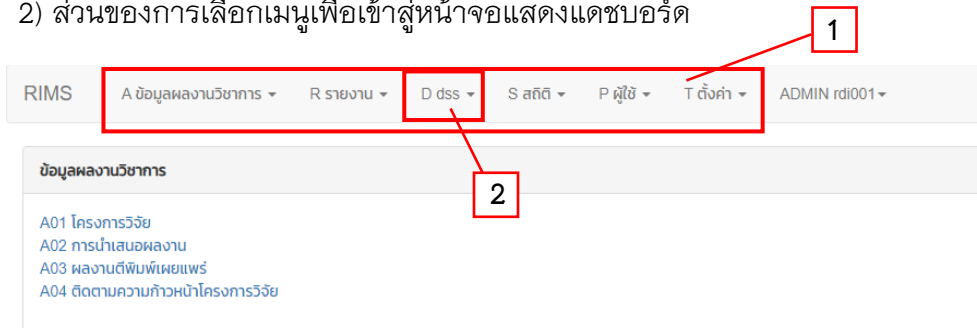 2) ส่วนของการเลือกเมนูเพื่อเข้าสู่หน้าจอแสดงแดชบอร์ด
1
RIMS A ข้อมูลผลงานวิชาการ R รายงาน D dss S สถิติ P ผู้ใช้ T ตั้งค่า ADMIN rdi001
ข้อมูลผลงานวิชาการ
2
A01 โครงการวิจัย
A02 การนำเสนอผลงาน
A03 ผลงานตีพิมพ์เผยแพร่
A04 ติดตามความก้าวหน้าโครงการวิจัย